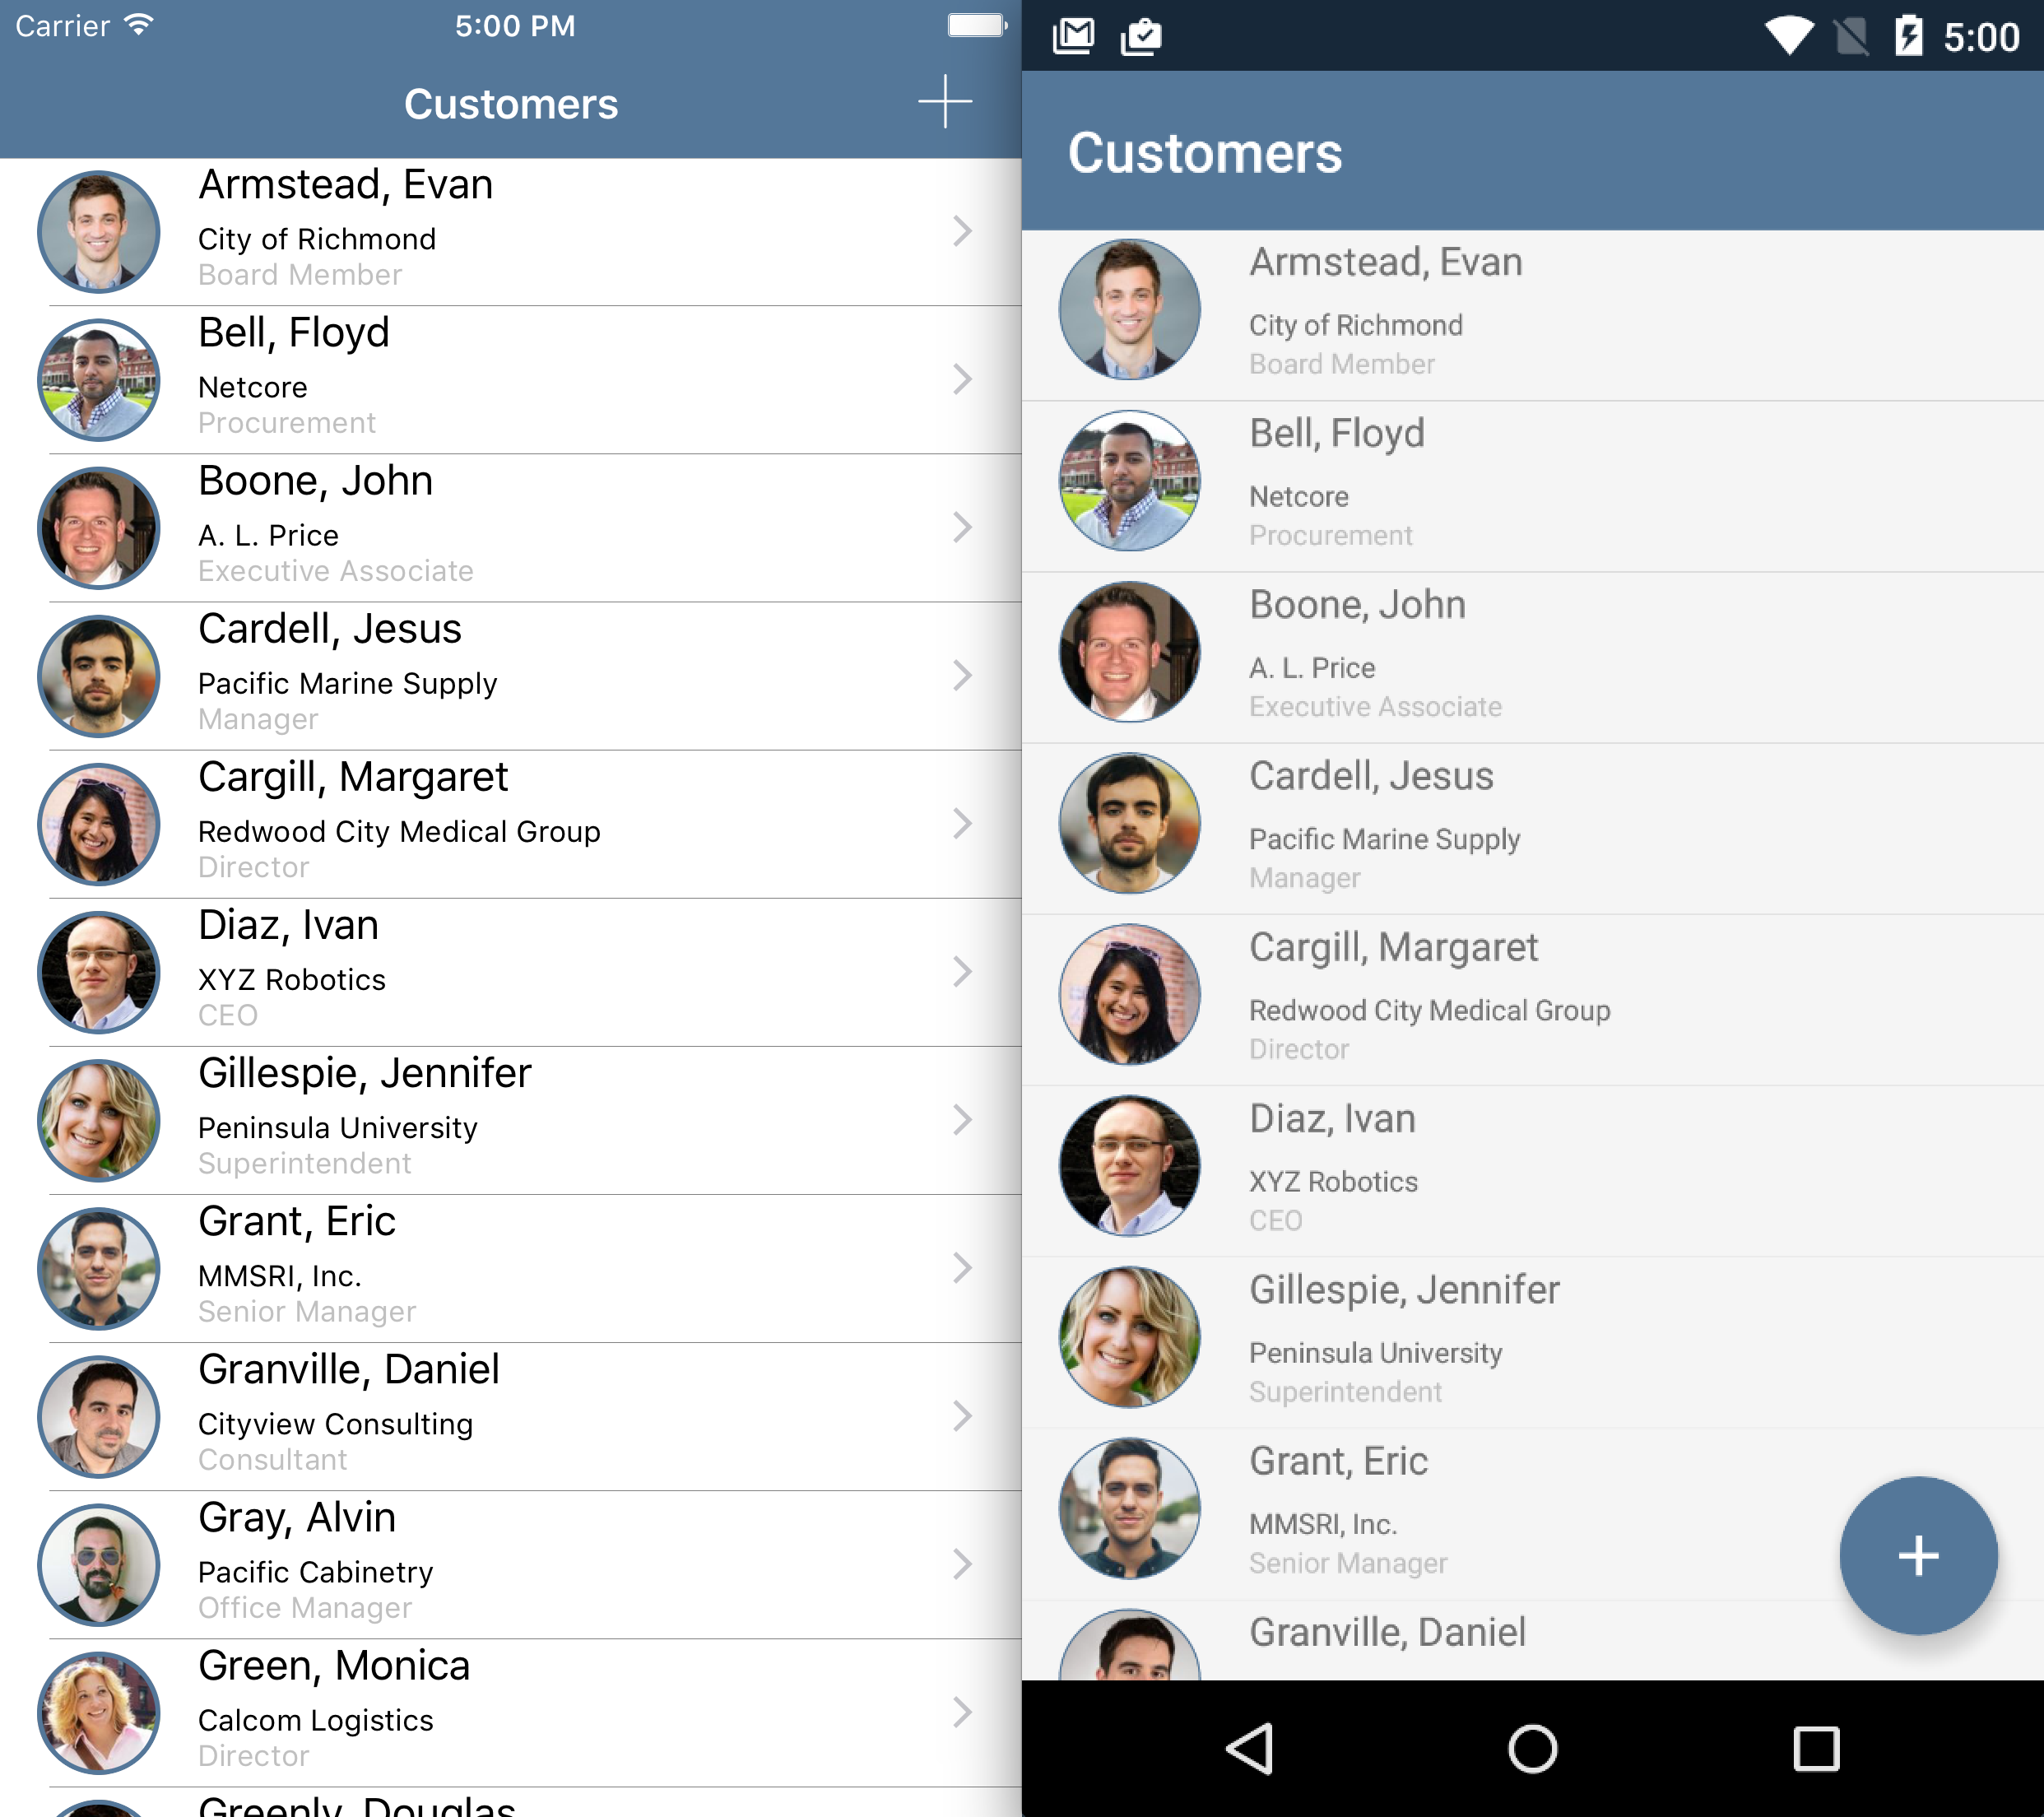 Carrier 5:00 PM
Customers
Armstead, Evan
City of Richmond
Board Member
Bell, Floyd
Netcore
Procurement
Boone, John
A. L. Price
Executive Associate
Cardell, Jesus
Pacific Marine Supply
Manager
Cargill, Margaret
Redwood City Medical Group
Director
Diaz, Ivan
XYZ Robotics
CEO
Gillespie, Jennifer
Peninsula University
Superintendent
Grant, Eric
MMSRI, Inc.
Senior Manager
Granville, Daniel
Cityview Consulting
Consultant
Gray, Alvin
Pacific Cabinetry
Office Manager
Green, Monica
Calcom Logistics
Director
Greenly, Douglas
5:00
Customers
Armstead, Evan
City of Richmond
Board Member
Bell, Floyd
Netcore
Procurement
Boone, John
A. L. Price
Executive Associate
Cardell, Jesus
Pacific Marine Supply
Manager
Cargill, Margaret
Redwood City Medical Group
Director
Diaz, Ivan
XYZ Robotics
CEO
Gillespie, Jennifer
Peninsula University
Superintendent
Grant, Eric
MMSRI, Inc.
Senior Manager
Granville, Daniel